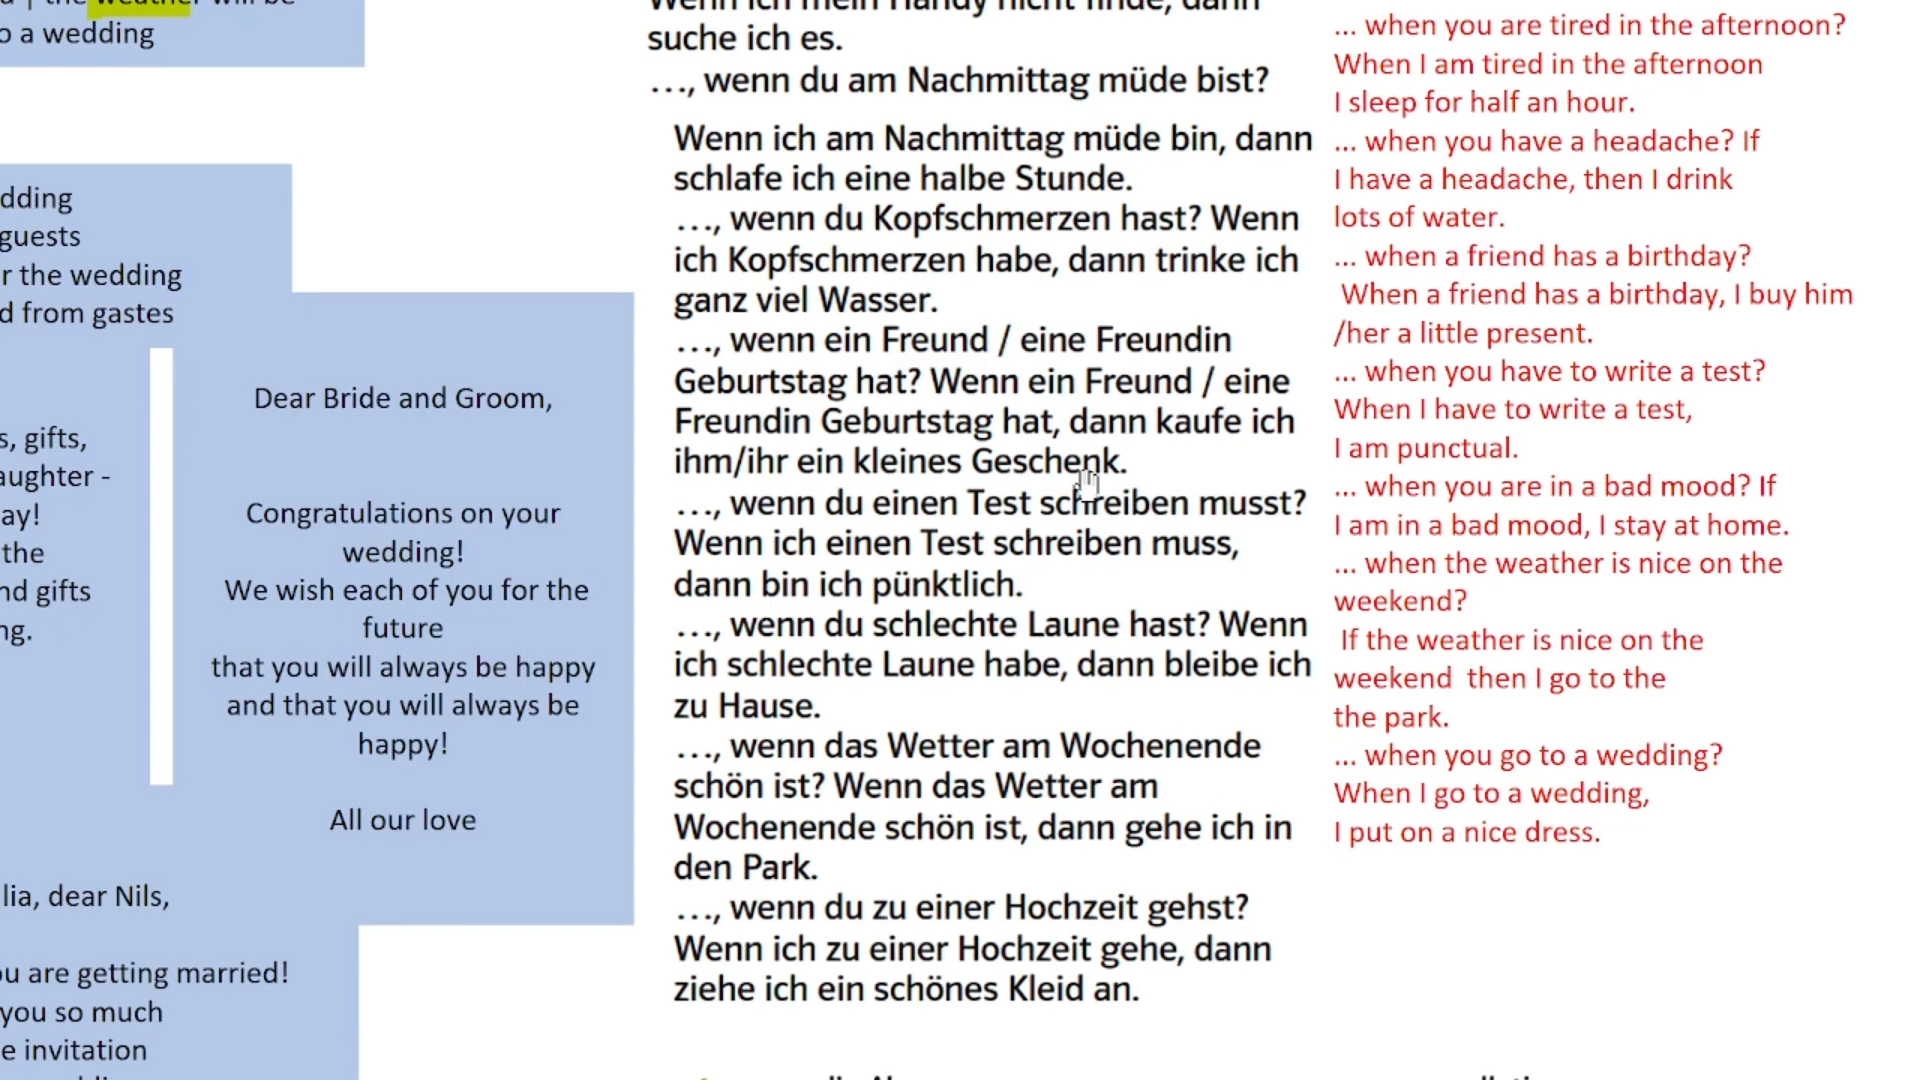 the weather will be
o a wedding
dding
guests
r the wedding
d from gastes
s, gifts,
aughter -
ay!
the
nd gifts
ng.
Dear Bride and Groom,
Congratulations on your
wedding!
We wish each of you for the
future
that you will always be happy
and that you will always be
happy!
All our love
lia, dear Nils,
ou are getting married!
you so much
e invitation
Wenn ich mein Handy nicht finde, dann
suche ich es.
…, wenn du am Nachmittag müde bist?
Wenn ich am Nachmittag müde bin, dann
schlafe ich eine halbe Stunde.
…, wenn du Kopfschmerzen hast? Wenn
ich Kopfschmerzen habe, dann trinke ich
ganz viel Wasser.
…, wenn ein Freund / eine Freundin
Geburtstag hat? Wenn ein Freund / eine
Freundin Geburtstag hat, dann kaufe ich
ihm/ihr ein kleines Geschenk.
…, wenn du einen Test schreiben musst?
Wenn ich einen Test schreiben muss,
dann bin ich pünktlich.
…, wenn du schlechte Laune hast? Wenn
ich schlechte Laune habe, dann bleibe ich
zu Hause.
…, wenn das Wetter am Wochenende
schön ist? Wenn das Wetter am
Wochenende schön ist, dann gehe ich in
den Park.
…, wenn du zu einer Hochzeit gehst?
Wenn ich zu einer Hochzeit gehe, dann
ziehe ich ein schönes Kleid an.
... when you are tired in the afternoon?
When I am tired in the afternoon
I sleep for half an hour.
... when you have a headache? If
I have a headache, then I drink
lots of water.
... when a friend has a birthday?
When a friend has a birthday, I buy him
/her a little present.
... when you have to write a test?
When I have to write a test,
I am punctual.
... when you are in a bad mood? If
I am in a bad mood, I stay at home.
... when the weather is nice on the
weekend?
If the weather is nice on the
weekend then I go to the
the park.
... when you go to a wedding?
When I go to a wedding,
I put on a nice dress.